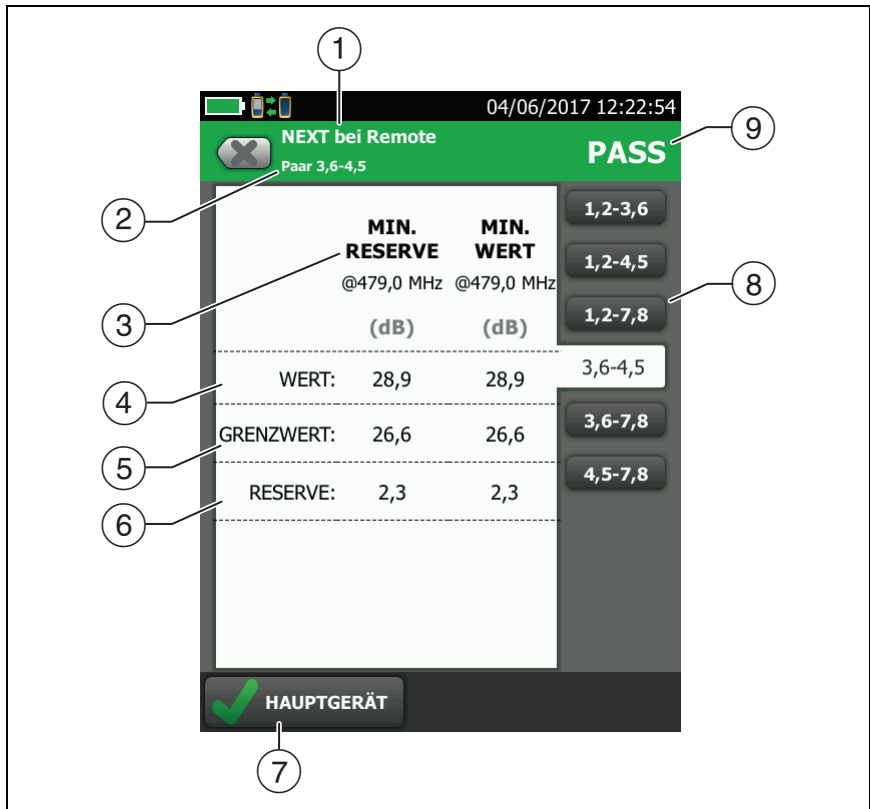 1
04/06/2017 12:22:54
NEXT bei Remote
PASS
9
Paar 3,6-4,5
2
1,2-3,6
MIN. RESERVE
MIN. WERT
1,2-4,5
8
@479,0 MHz @479,0 MHz
1,2-7,8
3
(dB) (dB)
3,6-4,5
4
WERT: 28,9 28,9
3,6-7,8
5
GRENZWERT: 26,6 26,6
4,5-7,8
6
RESERVE: 2,3 2,3
HAUPTGERÄT
7